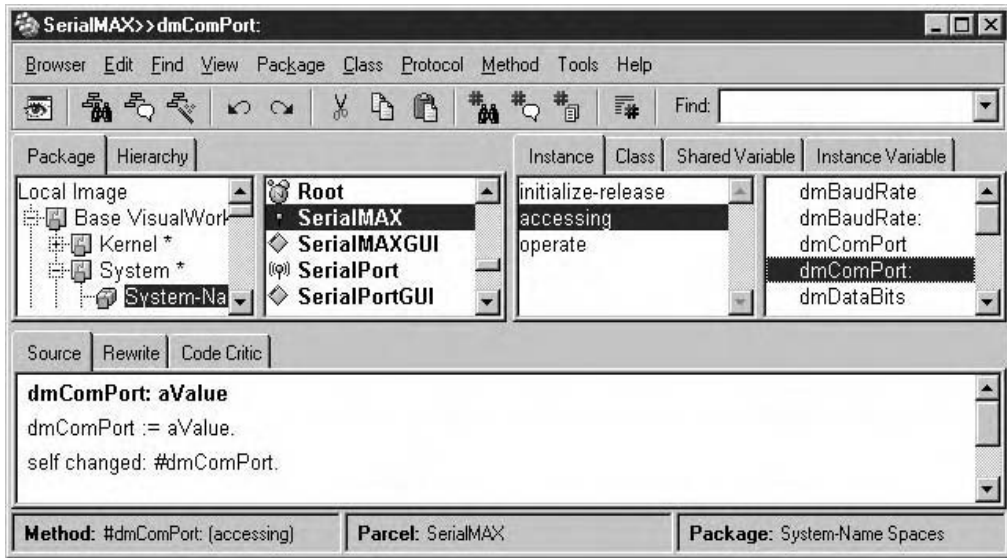 SerialMAX>>dmComPort:
Browser Edit Find View Package Class Protocol Method Tools Help
Find:
Package Hierarchy
Instance Class Shared Variable Instance Variable
Local Image
Base VisualWork
Kernel *
System *
System-Na
Root
SerialMAX
SerialMAXGUI
SerialPort
SerialPortGUI
initialize-release
accessing
operate
dmBaudRate
dmBaudRate:
dmComPort
dmComPort:
dmDataBits
Source Rewrite Code Critic
dmComPort: aValue
dmComPort := aValue.
self changed: #dmComPort.
Method: #dmComPort: (accessing) Parcel: SerialMAX Package: System-Name Spaces